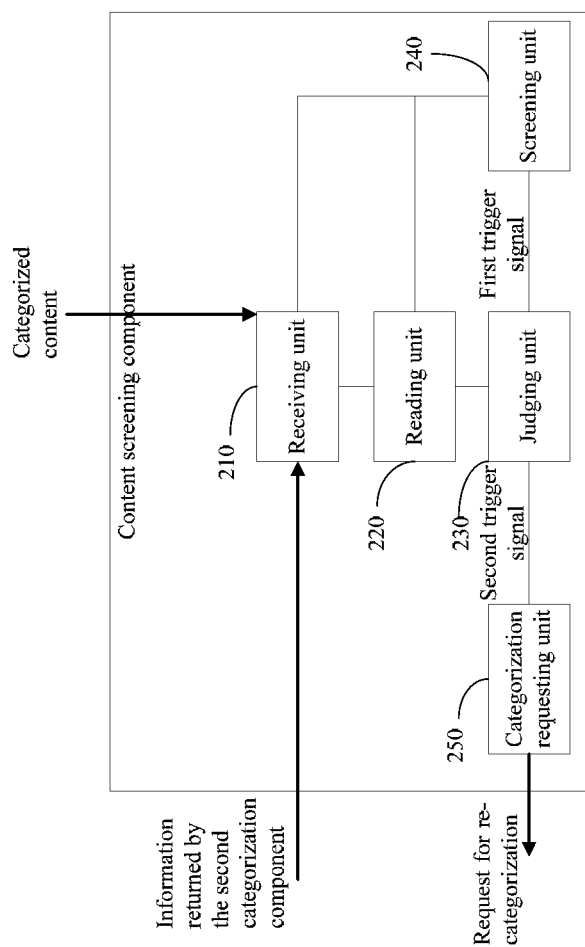 Categorized
content
Content screening component
Information
returned by
the second
categorization
component
210
Receiving unit
220
Reading unit
230
Judging unit
First trigger
signal
240
Screening unit
Second trigger
signal
250
Categorization
requesting unit
Request for re-
categorization